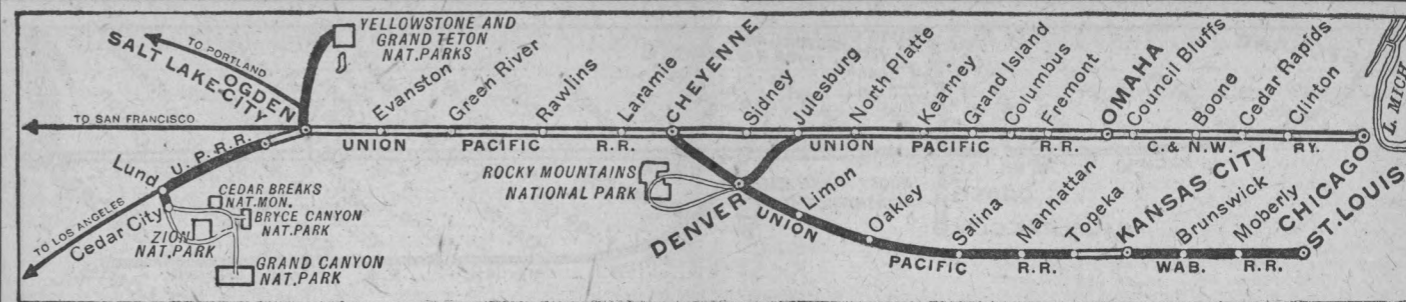 YELLOWSTONE AND
GRAND TETON
NAT. PARKS
TO PORTLAND
SALT LAKE CITY
OGDEN
TO SAN FRANCISCO
Evanston
Green River
Rawlins
Laramie
CHEYENNE
Sidney
Julesburg
North Platte
Kearney
Grand Island
Columbus
Fremont
OMAHA
Council Bluffs
Boone
Cedar Rapids
Clinton
CHICAGO
L. MICH
UNION PACIFIC R.R.
UNION PACIFIC R.R.
C. & N.W. RY.
U. P. R.R.
Lund
TO LOS ANGELES
Cedar City
CEDAR BREAKS
NAT. MON.
BRYCE CANYON
NAT. PARK
ZION
NAT. PARK
GRAND CANYON
NAT. PARK
ROCKY MOUNTAINS
NATIONAL PARK
DENVER
Limon
Oakley
Salina
Manhattan
Topeka
KANSAS CITY
Brunswick
Moberly
ST. LOUIS
UNION PACIFIC R.R.
WAB. R.R.